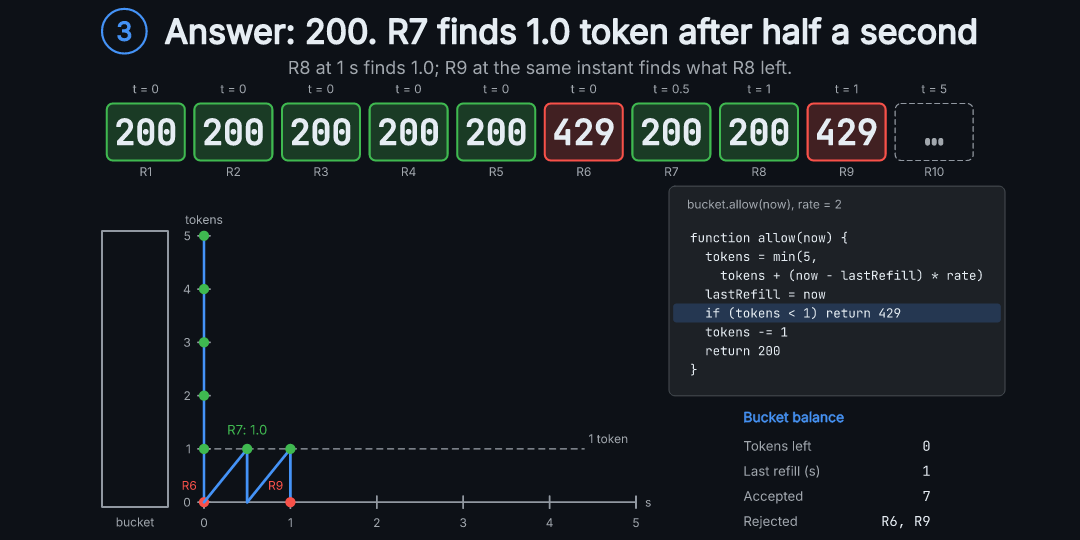 3 Answer: 200. R7 finds 1.0 token after half a second
R8 at 1 s finds 1.0; R9 at the same instant finds what R8 left.
t = 0 t = 0 t = 0 t = 0 t = 0 t = 0 t = 0.5 t = 1 t = 1 t = 5
200 200 200 200 200 429 200 200 429 ...
R1 R2 R3 R4 R5 R6 R7 R8 R9 R10
bucket.allow(now), rate = 2
function allow(now) {
tokens = min(5,
tokens + (now - lastRefill) * rate)
lastRefill = now
if (tokens < 1) return 429
tokens -= 1
return 200
}
tokens
5
4
3
2
R7: 1.0
1 token
1
R6 R9
0 s
0 1 2 3 4 5
bucket
Bucket balance
Tokens left 0
Last refill (s) 1
Accepted 7
Rejected R6, R9